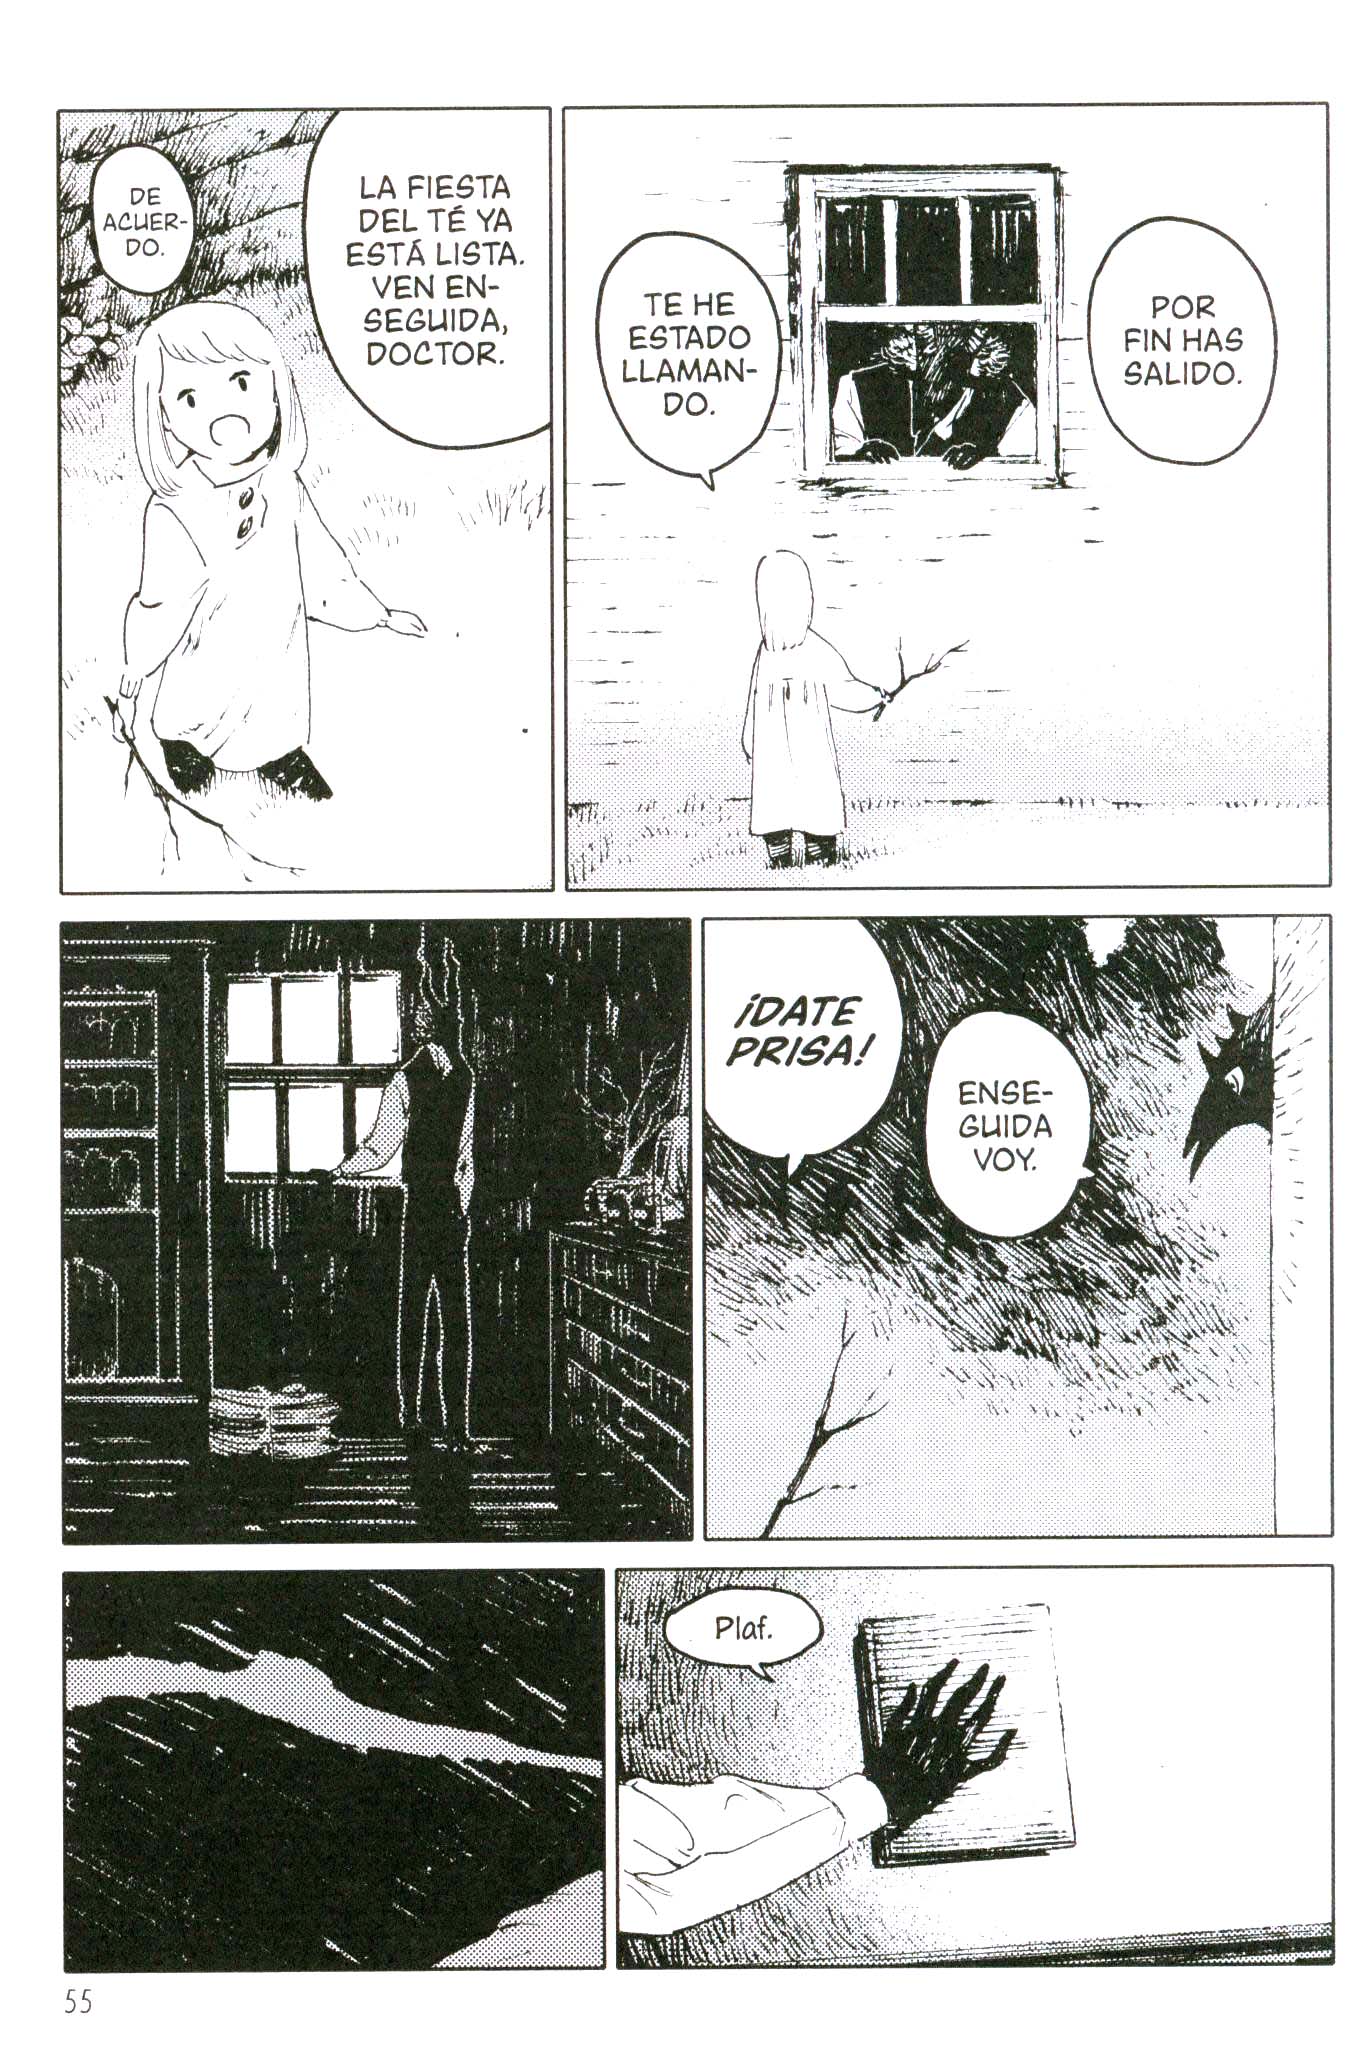 POR
FIN HAS
SALIDO.
TE HE
ESTADO
LLAMAN-
DO.
LA FIESTA
DEL TÉ YA
ESTÁ LISTA.
VEN EN-
SEGUIDA,
DOCTOR.
DE
ACUER-
DO.
ENSE-
GUIDA
VOY.
¡DATE
PRISA!
Plaf.
55